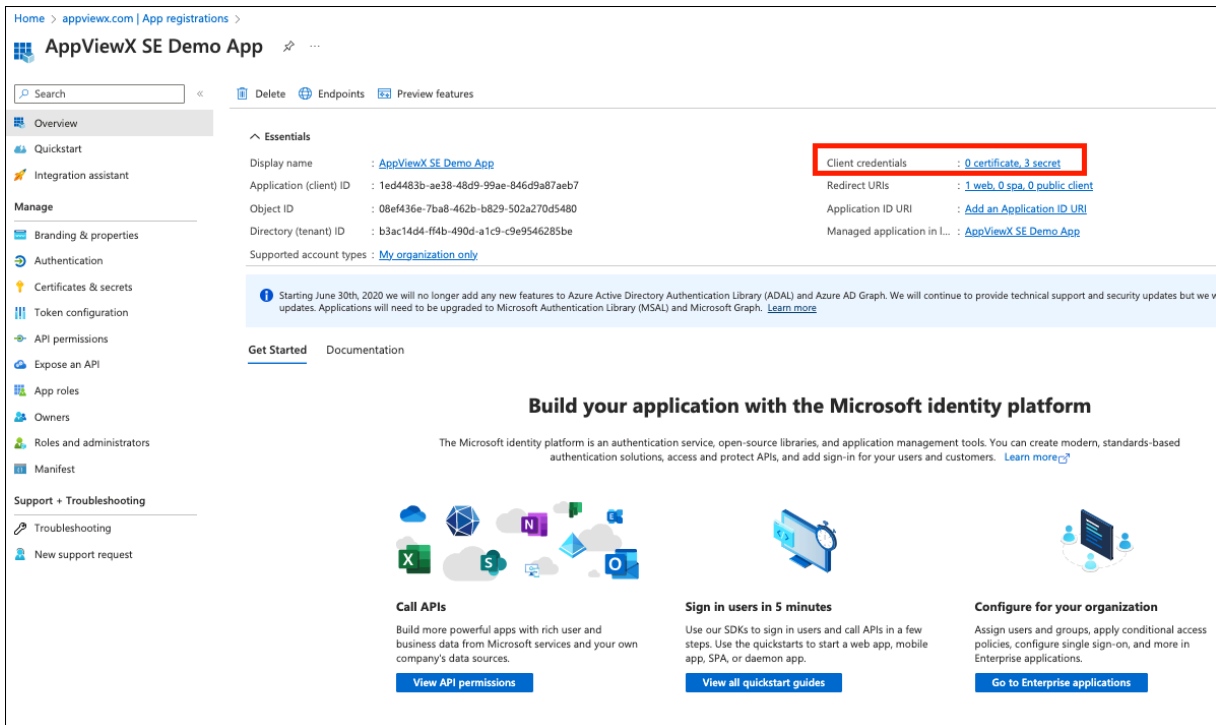 Home > appviewx.com | App registrations >
AppViewX SE Demo App
Search
Delete Endpoints Preview features
Overview
Quickstart
Integration assistant
Manage
Branding & properties
Authentication
Certificates & secrets
Token configuration
API permissions
Expose an API
App roles
Owners
Roles and administrators
Manifest
Support + Troubleshooting
Troubleshooting
New support request
Essentials
Display name : AppViewX SE Demo App
Application (client) ID : 1ed4483b-ae38-48d9-99ae-846d9a87aeb7
Object ID : 08ef436e-7ba8-462b-b829-502a270d5480
Directory (tenant) ID : b3ac14d4-ff4b-490d-a1c9-c9e9546285be
Supported account types : My organization only
Client credentials : 0 certificate, 3 secret
Redirect URIs : 1 web, 0 spa, 0 public client
Application ID URI : Add an Application ID URI
Managed application in l... : AppViewX SE Demo App
Starting June 30th, 2020 we will no longer add any new features to Azure Active Directory Authentication Library (ADAL) and Azure AD Graph. We will continue to provide technical support and security updates but we w
updates. Applications will need to be upgraded to Microsoft Authentication Library (MSAL) and Microsoft Graph. Learn more
Get Started Documentation
Build your application with the Microsoft identity platform
The Microsoft identity platform is an authentication service, open-source libraries, and application management tools. You can create modern, standards-based
authentication solutions, access and protect APIs, and add sign-in for your users and customers. Learn more
N
X
S
O
Call APIs
Build more powerful apps with rich user and
business data from Microsoft services and your own
company's data sources.
View API permissions
Sign in users in 5 minutes
Use our SDKs to sign in users and call APIs in a few
steps. Use the quickstarts to start a web app, mobile
app, SPA, or daemon app.
View all quickstart guides
Configure for your organization
Assign users and groups, apply conditional access
policies, configure single sign-on, and more in
Enterprise applications.
Go to Enterprise applications